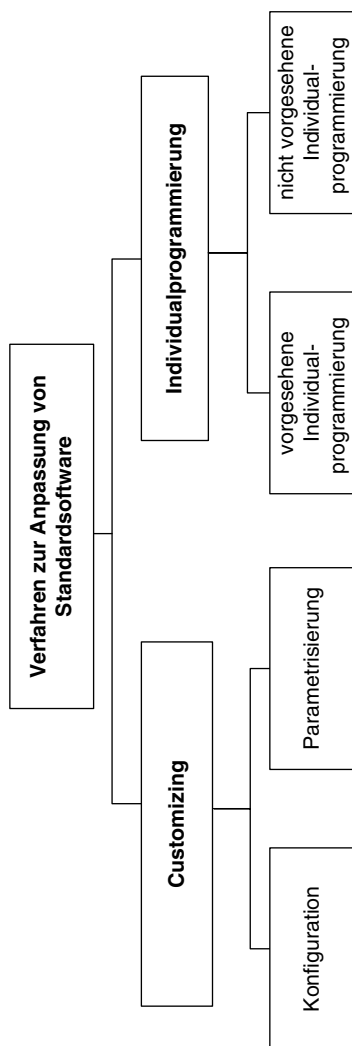 Verfahren zur Anpassung von
Standardsoftware
Customizing
Individualprogrammierung
Konfiguration
Parametrisierung
vorgesehene
Individual-
programmierung
nicht vorgesehene
Individual-
programmierung